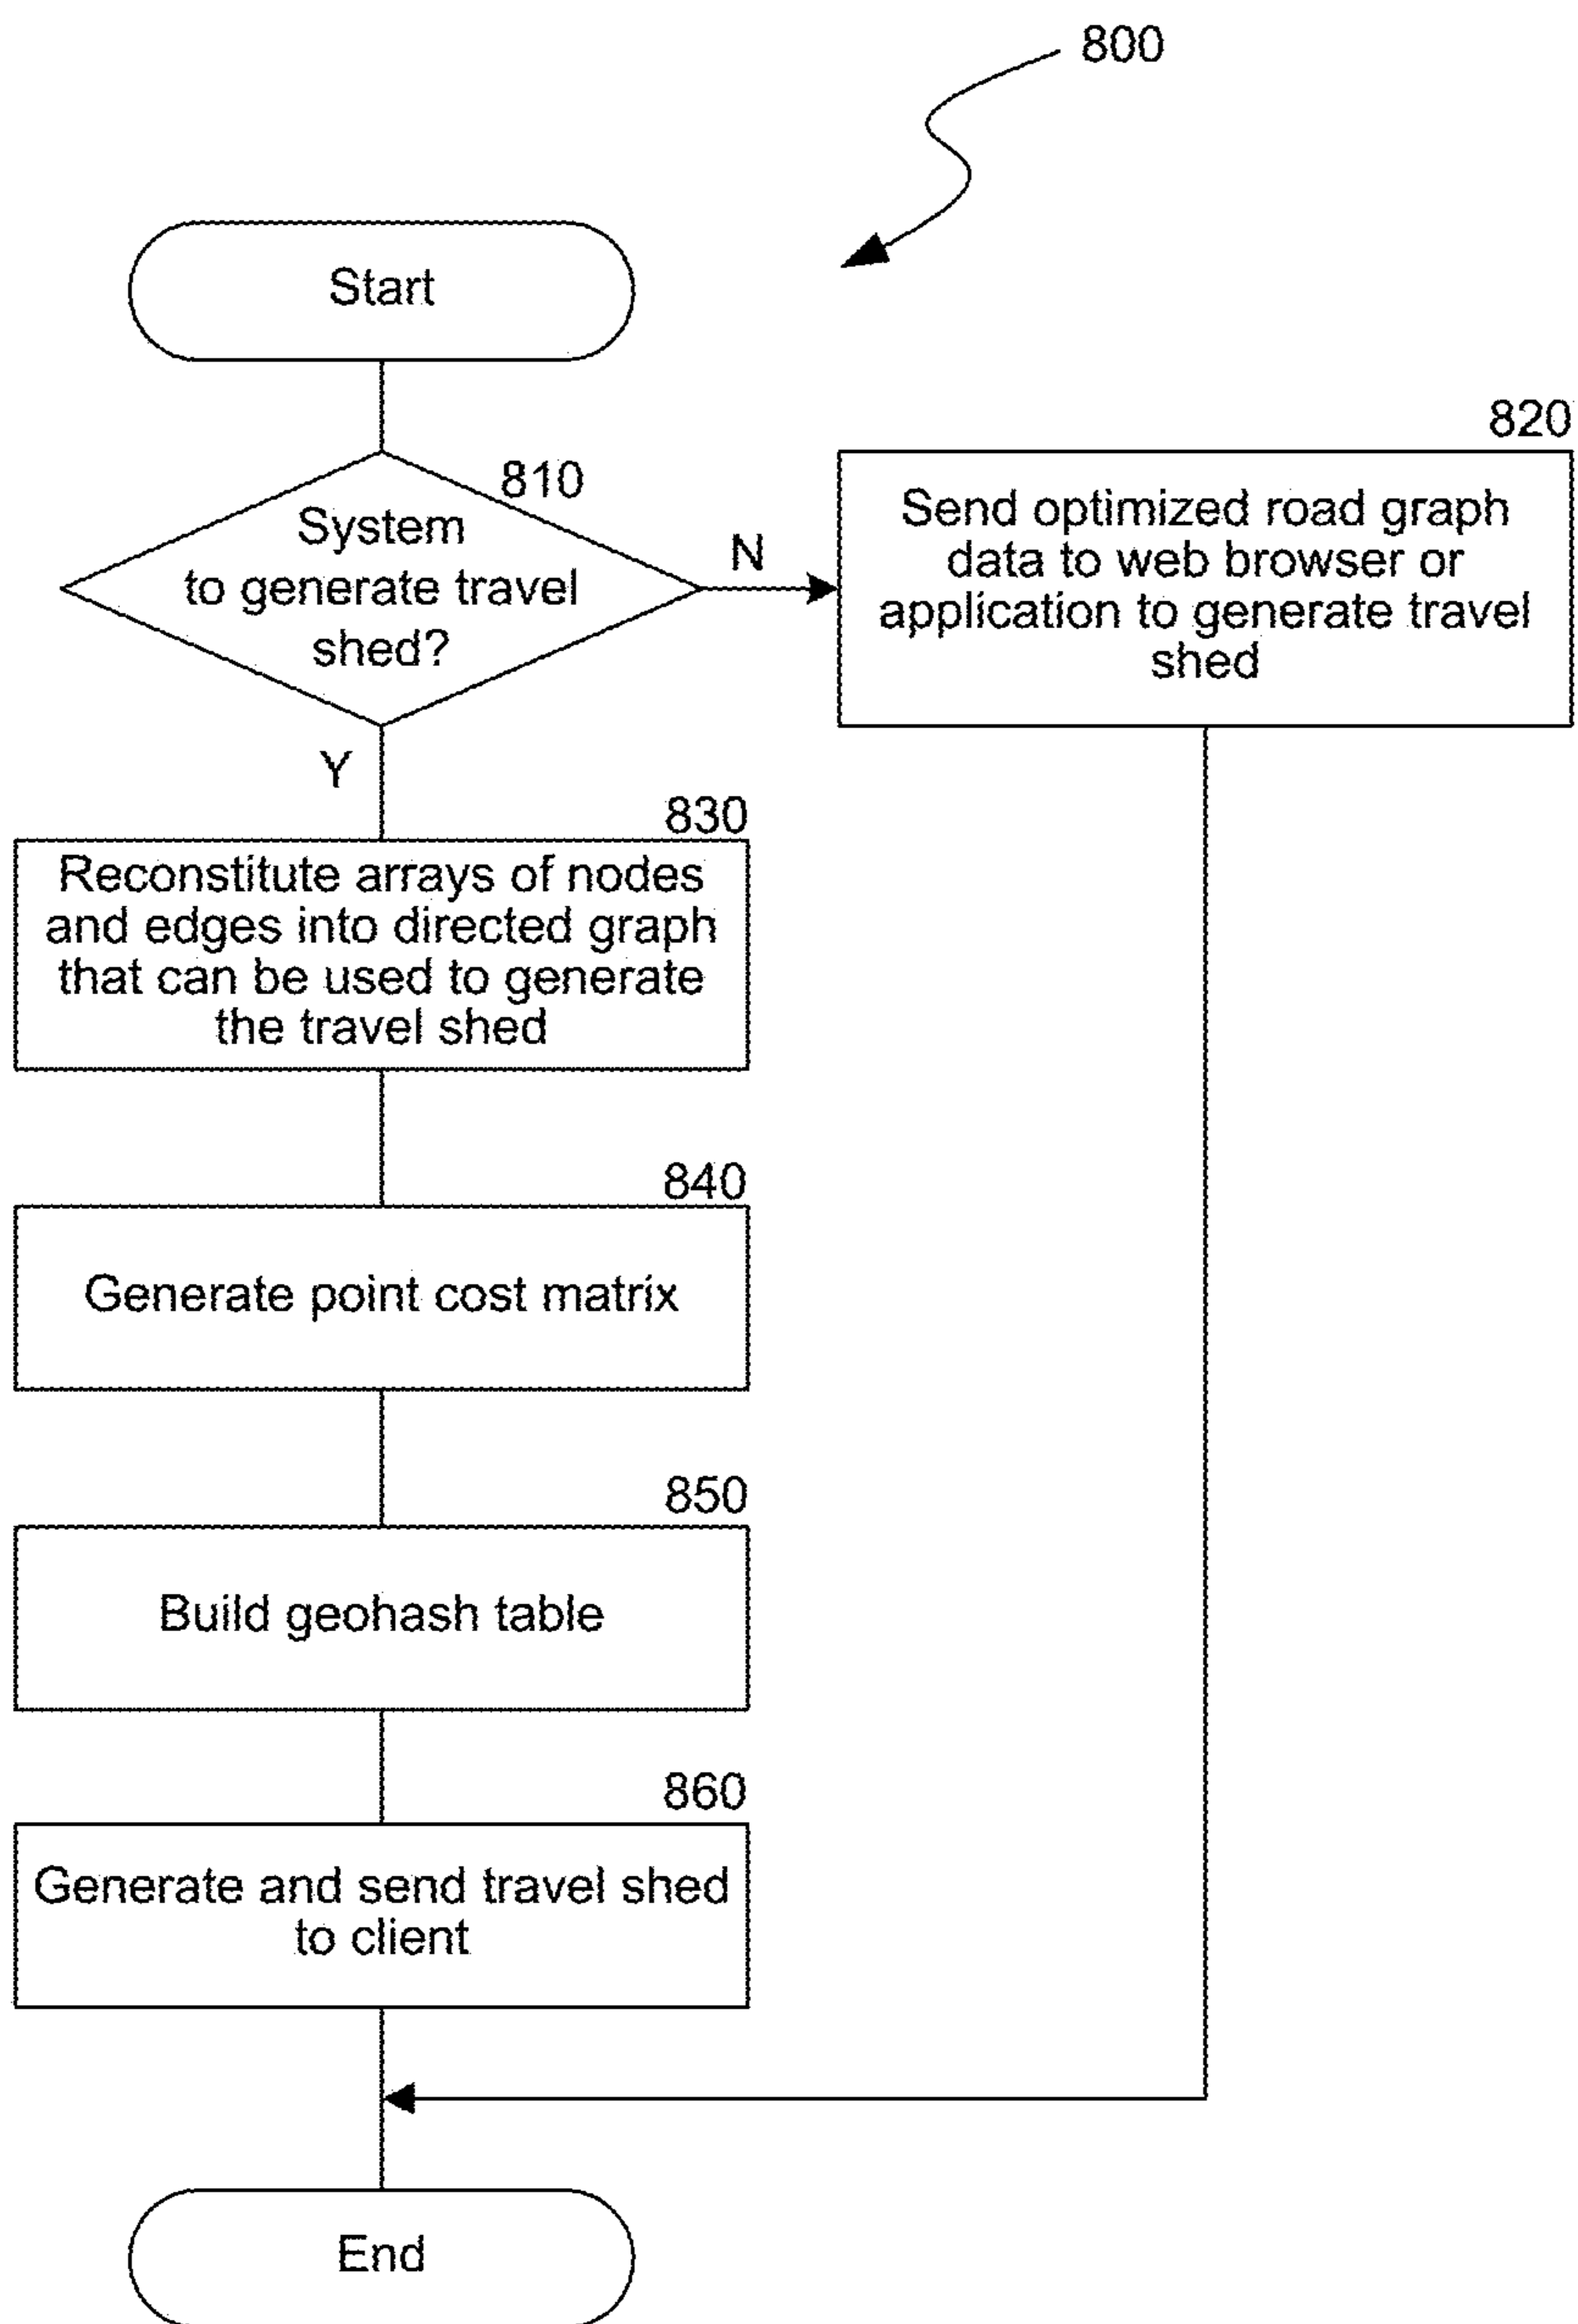 800
Start
810
System
to generate travel
shed?
N
820
Send optimized road graph
data to web browser or
application to generate travel
shed
Y
830
Reconstitute arrays of nodes
and edges into directed graph
that can be used to generate
the travel shed
840
Generate point cost matrix
850
Build geohash table
860
Generate and send travel shed
to client
End